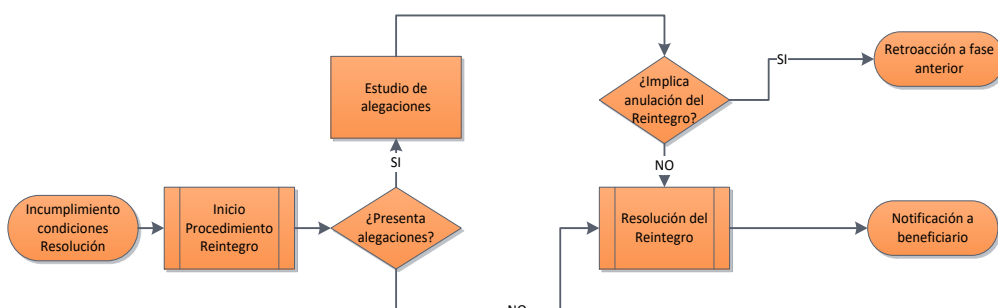 Estudio de
alegaciones
¿Implica
anulación del
Reintegro?
SI
Retroacción a fase
anterior
SI
NO
Incumplimiento
condiciones
Resolución
Inicio
Procedimiento
Reintegro
¿Presenta
alegaciones?
Resolución del
Reintegro
Notificación a
beneficiario
NO